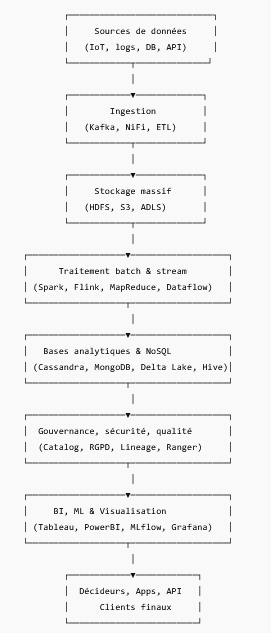 Sources de données
(IoT, logs, DB, API)
Ingestion
(Kafka, NiFi, ETL)
Stockage massif
(HDFS, S3, ADLS)
Traitement batch & stream
(Spark, Flink, MapReduce, Dataflow)
Bases analytiques & NoSQL
(Cassandra, MongoDB, Delta Lake, Hive)
Gouvernance, sécurité, qualité
(Catalog, RGPD, Lineage, Ranger)
BI, ML & Visualisation
(Tableau, PowerBI, MLflow, Grafana)
Décideurs, Apps, API
Clients finaux